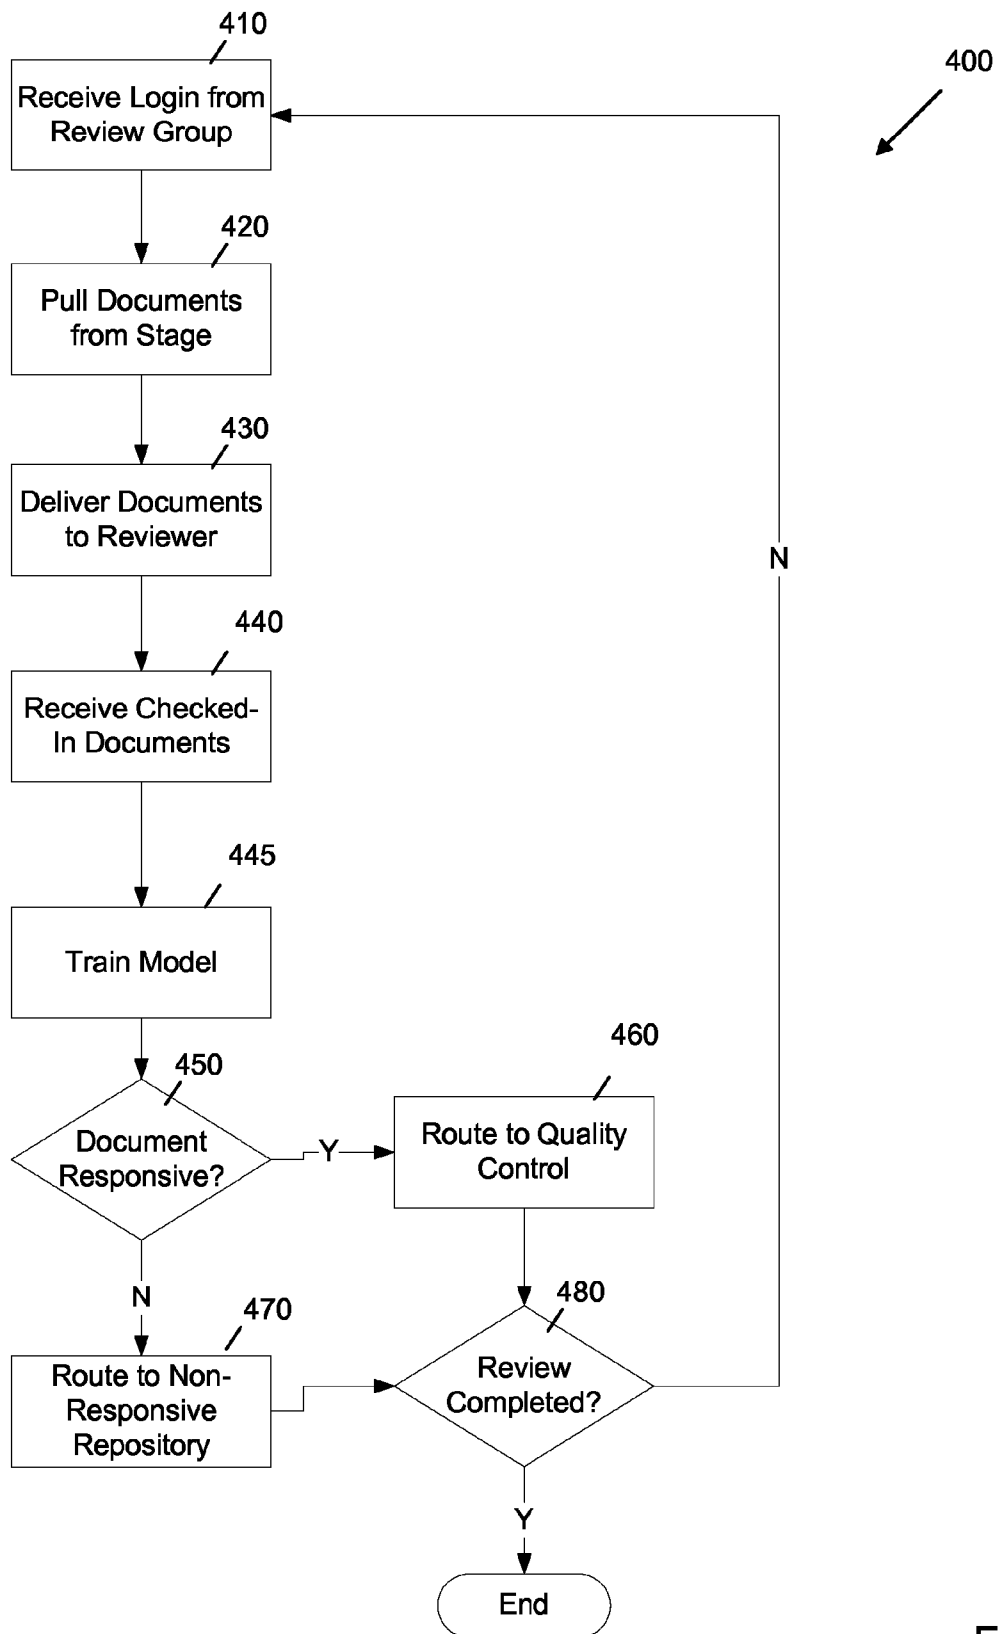 410
400
Receive Login from
Review Group
420
Pull Documents
from Stage
430
Deliver Documents
to Reviewer
N
440
Receive Checked-
In Documents
445
Train Model
460
450
Document
Responsive?
Y
Route to Quality
Control
N
470
480
Route to Non-
Responsive
Repository
Review
Completed?
Y
End